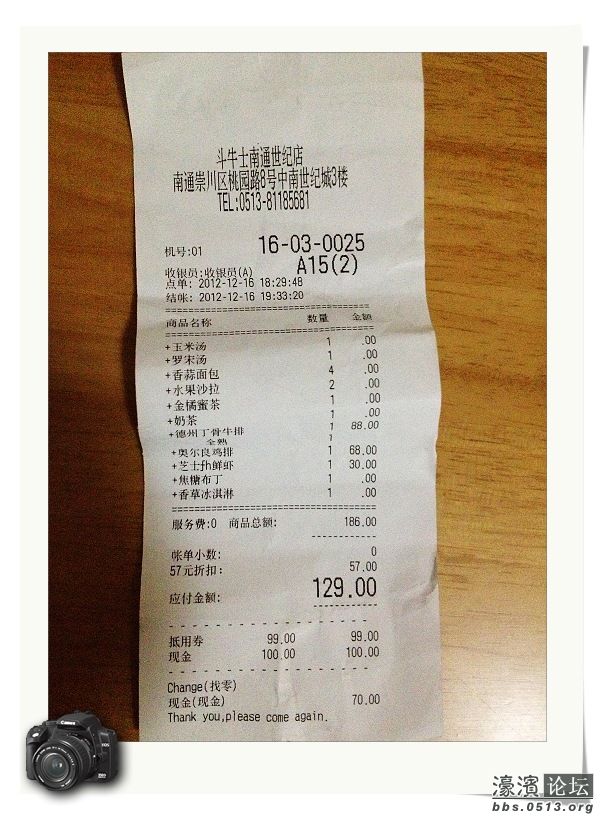 斗牛士南通世纪店
南通崇川区桃园路8号中南世纪城3楼
TEL:0513-81185681
机号:01 16-03-0025
收银员:收银员(A) A15(2)
点单: 2012-12-16 18:29:48
结帐: 2012-12-16 19:33:20
商品名称 数量 金额
+玉米汤 1 .00
+罗宋汤 1 .00
+香蒜面包 4 .00
+水果沙拉 2 .00
+金橘蜜茶 1 .00
+奶茶 1 .00
+德州丁骨牛排 1 88.00
全熟 1
+奥尔良鸡排 1 68.00
+芝士焗鲜虾 1 30.00
+焦糖布丁 1 .00
+香草冰淇淋 1 .00
服务费:0 商品总额: 186.00
帐单小数: 0
57元折扣: 57.00
应付金额: 129.00
抵用券 99.00 99.00
现金 100.00 100.00
Change(找零)
现金(现金) 70.00
Thank you,please come again.
Canon
EOS
濠滨论坛
bbs.0513.org